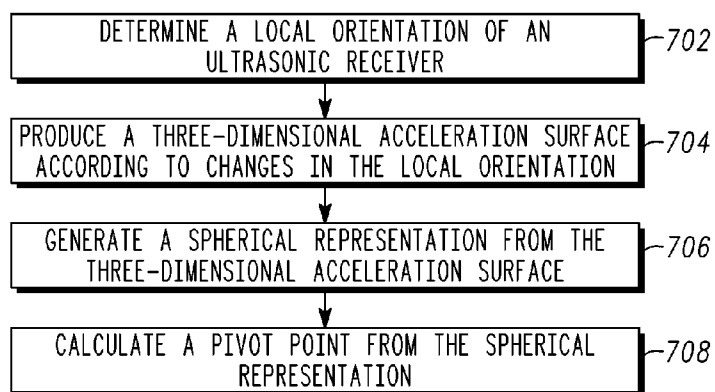 DETERMINE A LOCAL ORIENTATION OF AN
ULTRASONIC RECEIVER
702
PRODUCE A THREE-DIMENSIONAL ACCELERATION SURFACE
ACCORDING TO CHANGES IN THE LOCAL ORIENTATION
704
GENERATE A SPHERICAL REPRESENTATION FROM THE
THREE-DIMENSIONAL ACCELERATION SURFACE
706
CALCULATE A PIVOT POINT FROM THE SPHERICAL
REPRESENTATION
708